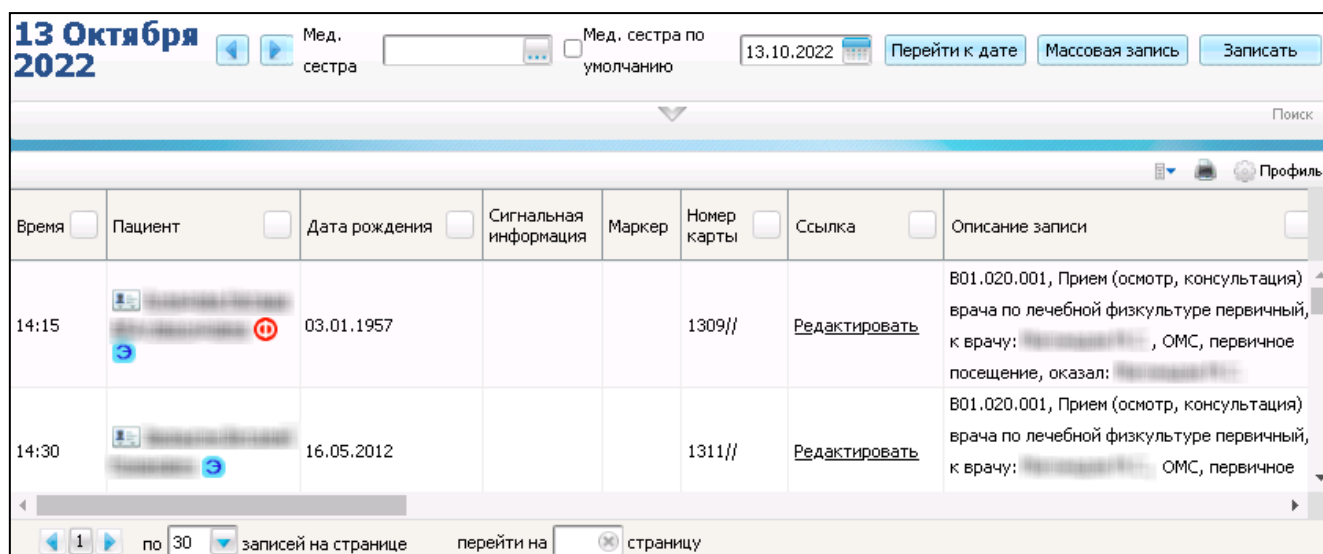 13 Октября
2022
Мед.
сестра
...
Мед. сестра по
умолчанию
13.10.2022
Перейти к дате
Массовая запись
Записать
Поиск
Профиль
Время
Пациент
Дата рождения
Сигнальная
информация
Маркер
Номер
карты
Ссылка
Описание записи
14:15
Э
03.01.1957
1309//
Редактировать
B01.020.001, Прием (осмотр, консультация)
врача по лечебной физкультуре первичный,
к врачу: , ОМС, первичное
посещение, оказал:
14:30
Э
16.05.2012
1311//
Редактировать
B01.020.001, Прием (осмотр, консультация)
врача по лечебной физкультуре первичный,
к врачу: ОМС, первичное
1 по 30 записей на странице перейти на страницу